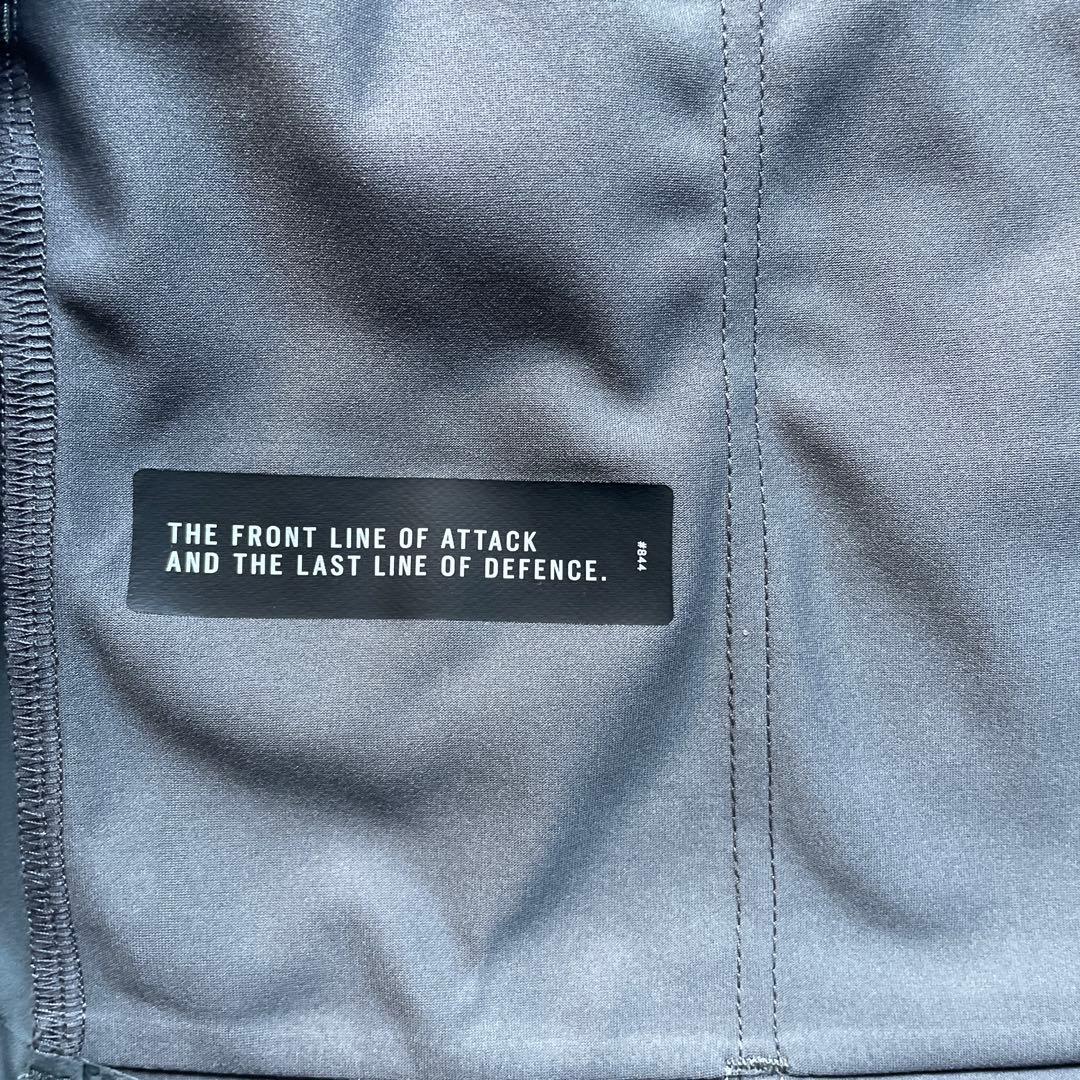 THE FRONT LINE OF ATTACK
AND THE LAST LINE OF DEFENCE.
#844